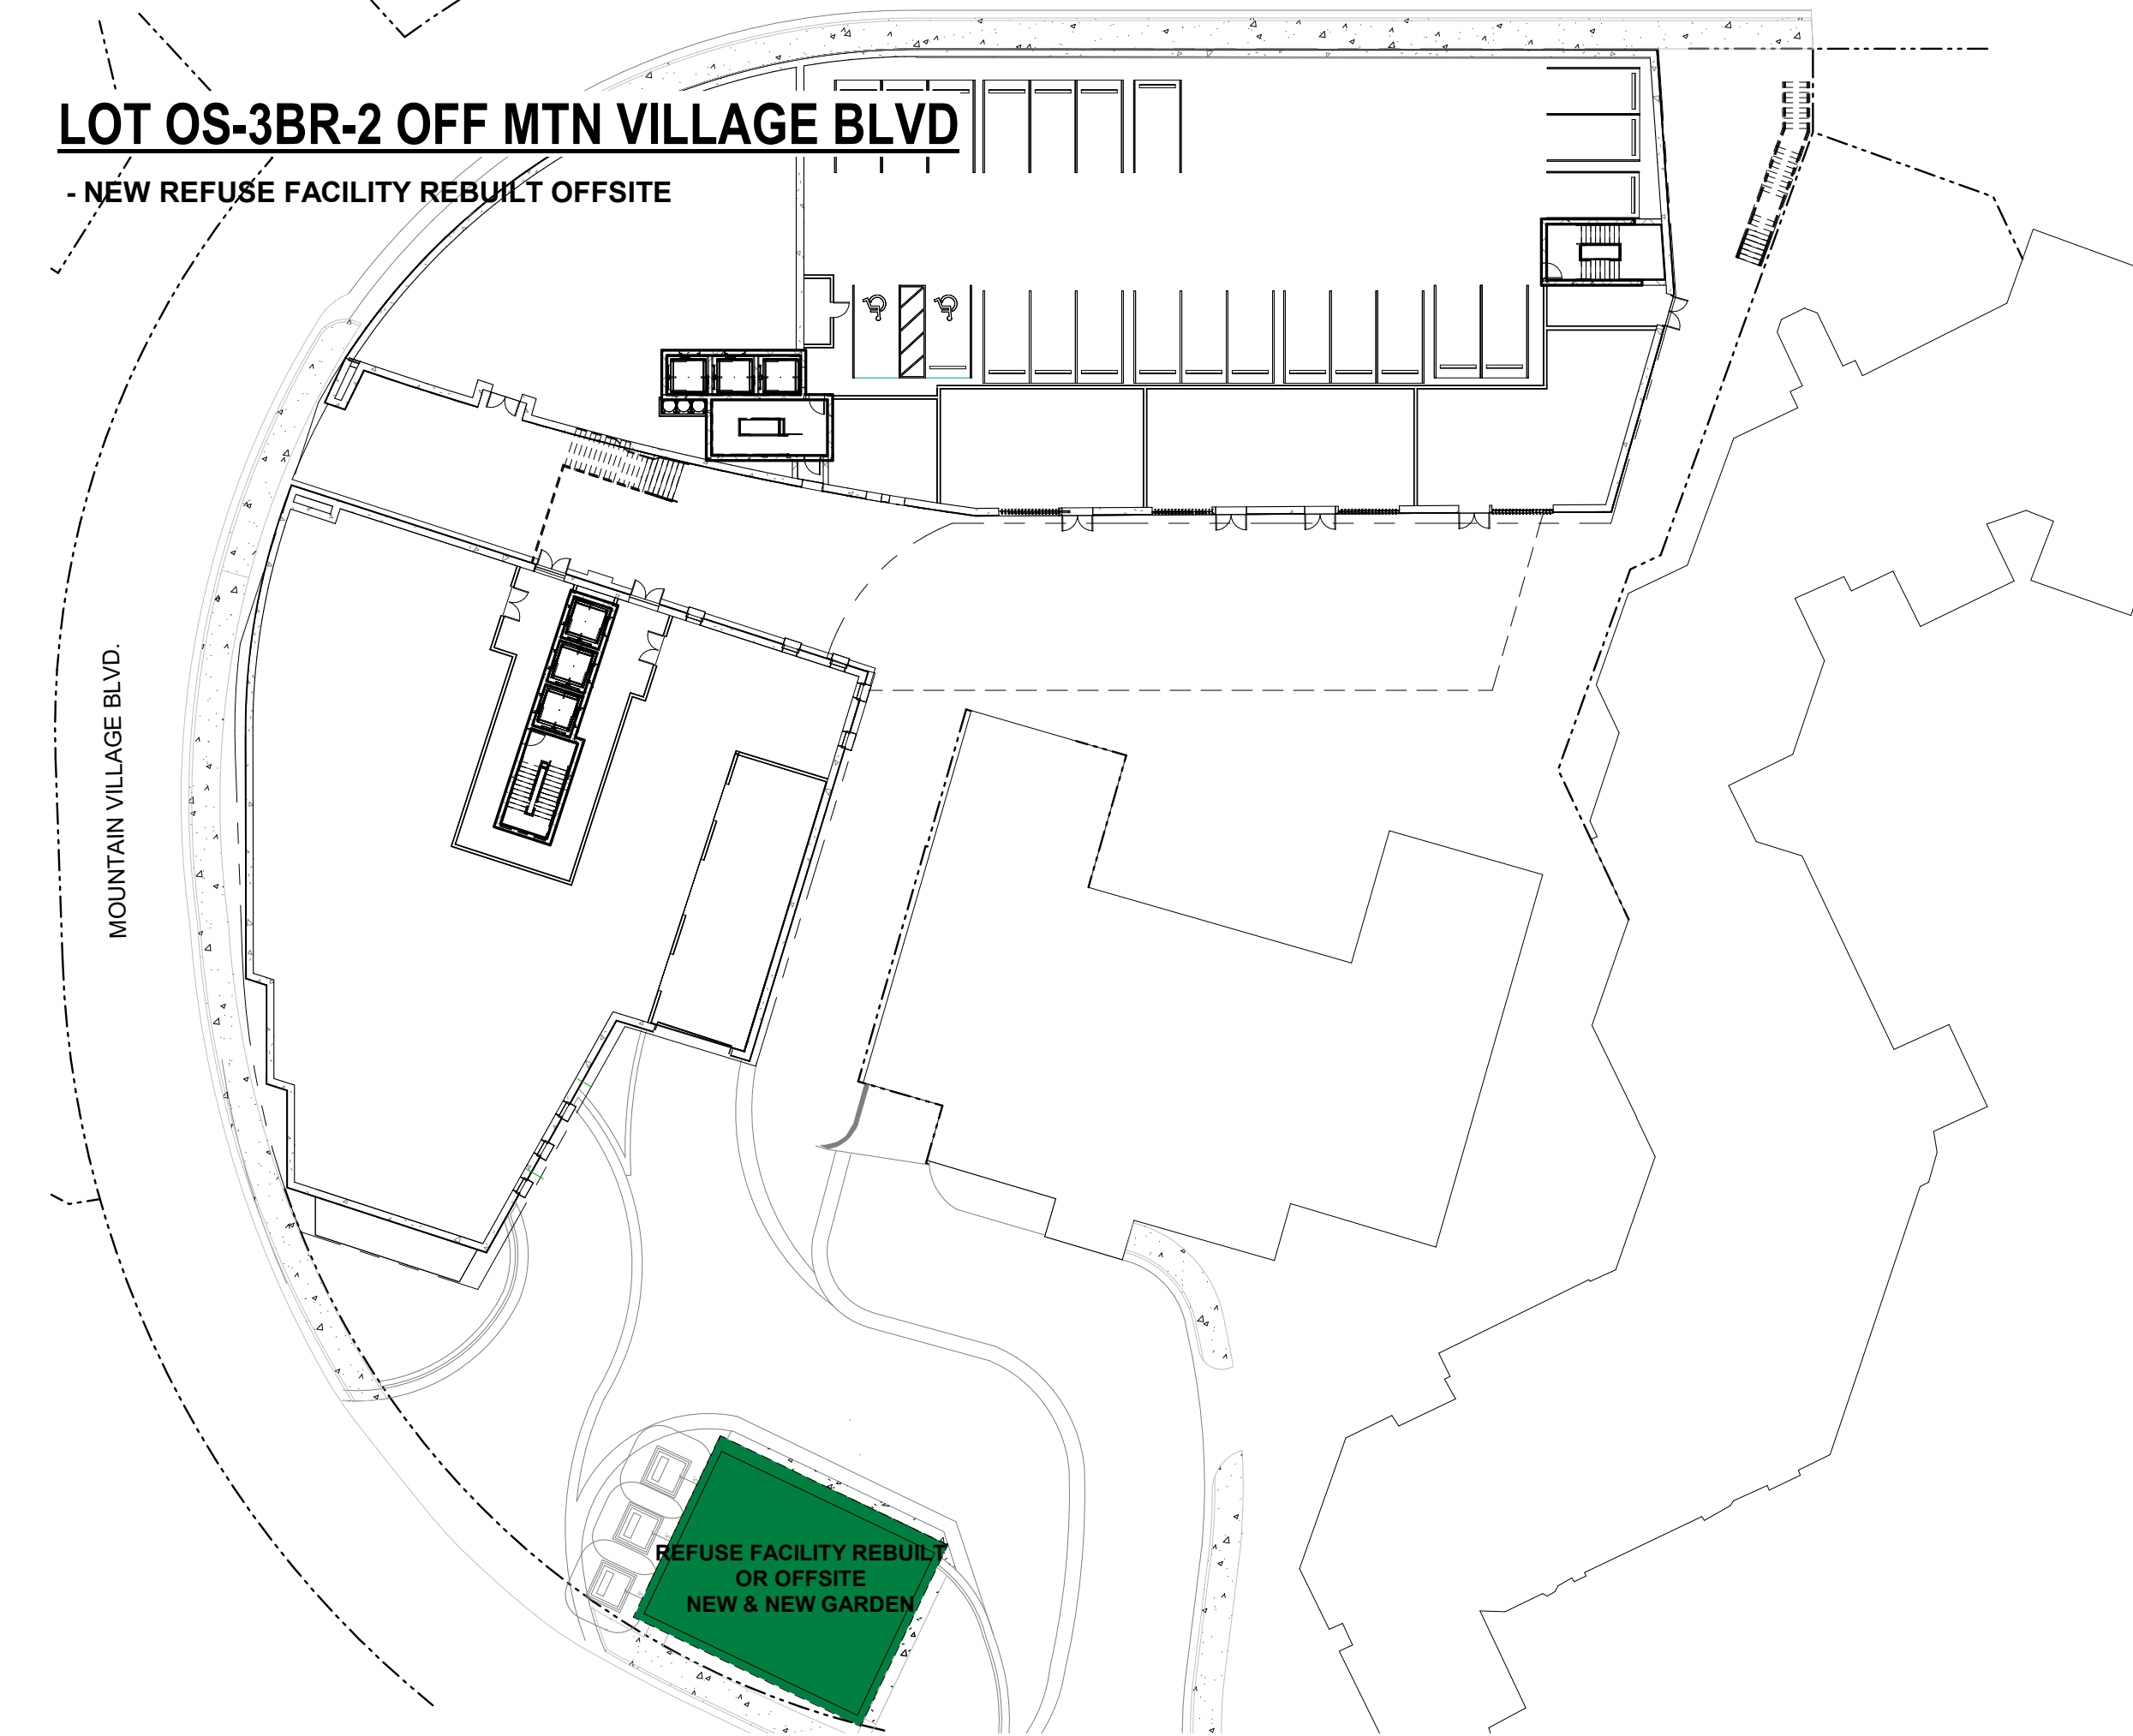 LOT OS-3BR-2 OFF MTN VILLAGE BLVD
- NEW REFUSE FACILITY REBUILT OFFSITE
MOUNTAIN VILLAGE BLVD.
REFUSE FACILITY REBUILT
OR OFFSITE
NEW & NEW GARDEN